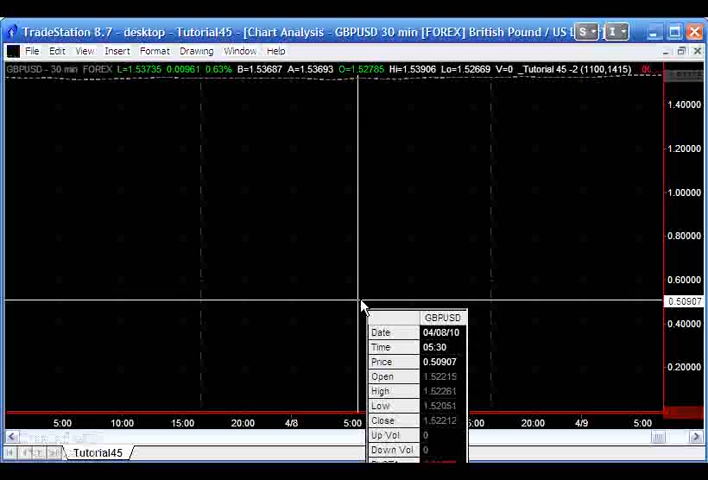 TradeStation 8.7 - desktop - Tutorial45 - [Chart Analysis - GBPUSD 30 min [FOREX] British Pound / US L
S
I
File Edit View Insert Format Drawing Window Help
GBPUSD - 30 min FOREX L=1.53735 0.00961 0.63% B=1.53687 A=1.53693 O=1.52785 Hi=1.53906 Lo=1.52669 V=0 _Tutorial 45 -2 (1100,1415)
1.40000
1.20000
1.00000
0.80000
0.60000
0.50907
0.40000
0.20000
GBPUSD
Date 04/08/10
Time 05:30
Price 0.50907
Open 1.52215
High 1.52261
Low 1.52051
Close 1.52212
Up Vol 0
Down Vol 0
5:00 10:00 15:00 20:00 4/8 5:00 5:00 20:00 4/9 5:00
Tutorial45